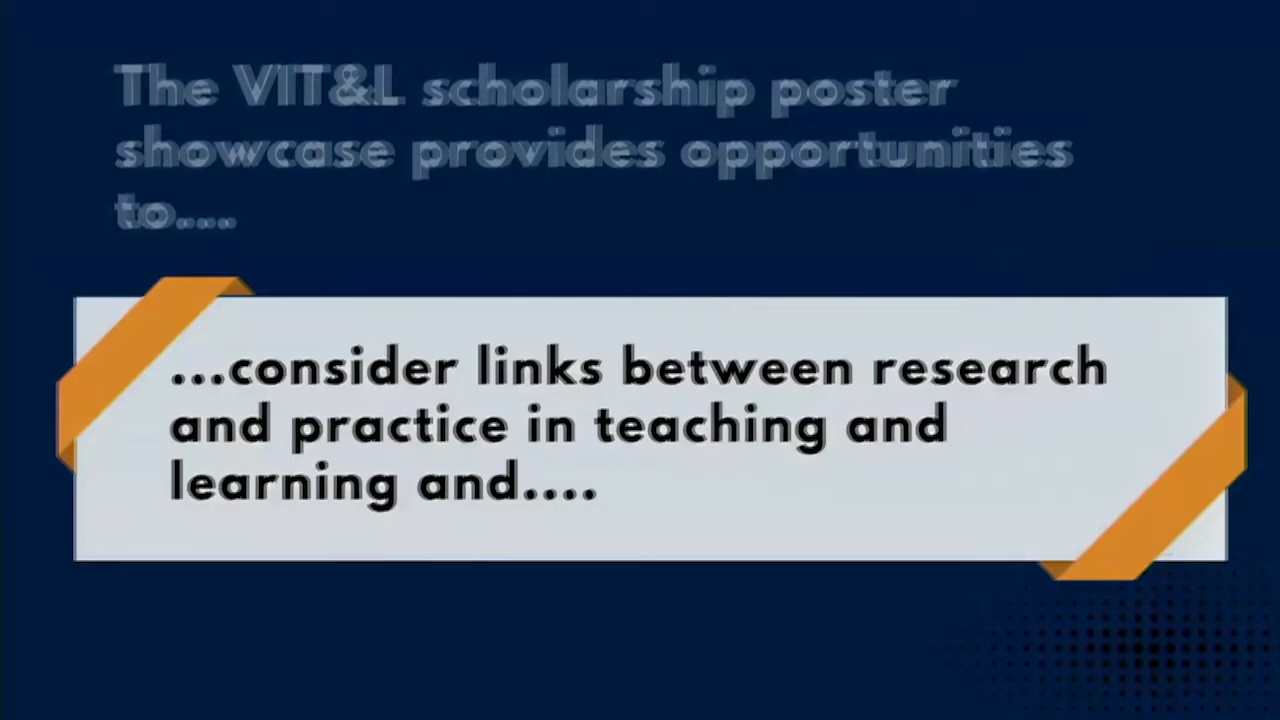 The VIT&L scholarship poster
showcase provides opportunities
to....
...consider links between research
and practice in teaching and
learning and....